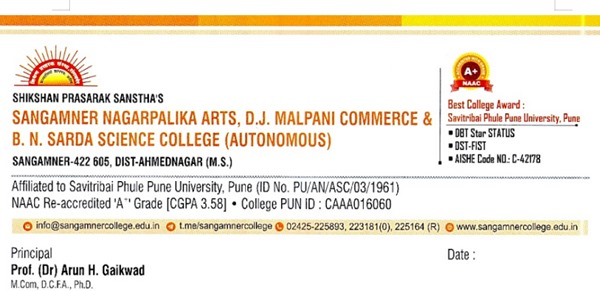 A+
NAAC
SHIKSHAN PRASARAK SANSTHA'S
SANGAMNER NAGARPALIKA ARTS, D.J. MALPANI COMMERCE &
B. N. SARDA SCIENCE COLLEGE (AUTONOMOUS)
SANGAMNER-422 605, DIST-AHMEDNAGAR (M.S.)
Best College Award :
Savitribai Phule Pune University, Pune
• DBT Star STATUS
• DST-FIST
• AISHE Code NO.: C-42178
Affiliated to Savitribai Phule Pune University, Pune (ID No. PU/AN/ASC/03/1961)
NAAC Re-accredited 'A+' Grade [CGPA 3.58] • College PUN ID : CAAA016060
info@sangamnercollege.edu.in t.me/sangamnercollege 02425-225893, 223181(0), 225164 (R) www.sangamnercollege.edu.in
Principal
Date :
Prof. (Dr) Arun H. Gaikwad
M.Com, D.C.F.A., Ph.D.